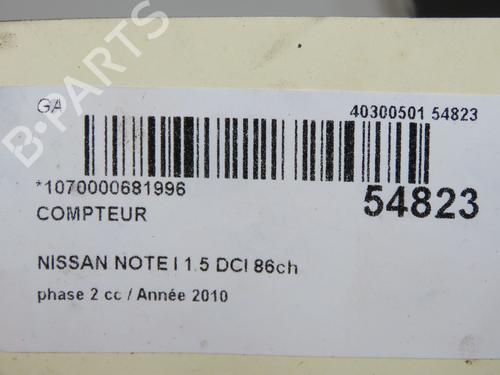 GA
40300501 54823
*1070000681996
54823
COMPTEUR
NISSAN NOTE I 1.5 DCI 86ch
phase 2 cc / Année 2010
B-PARTS